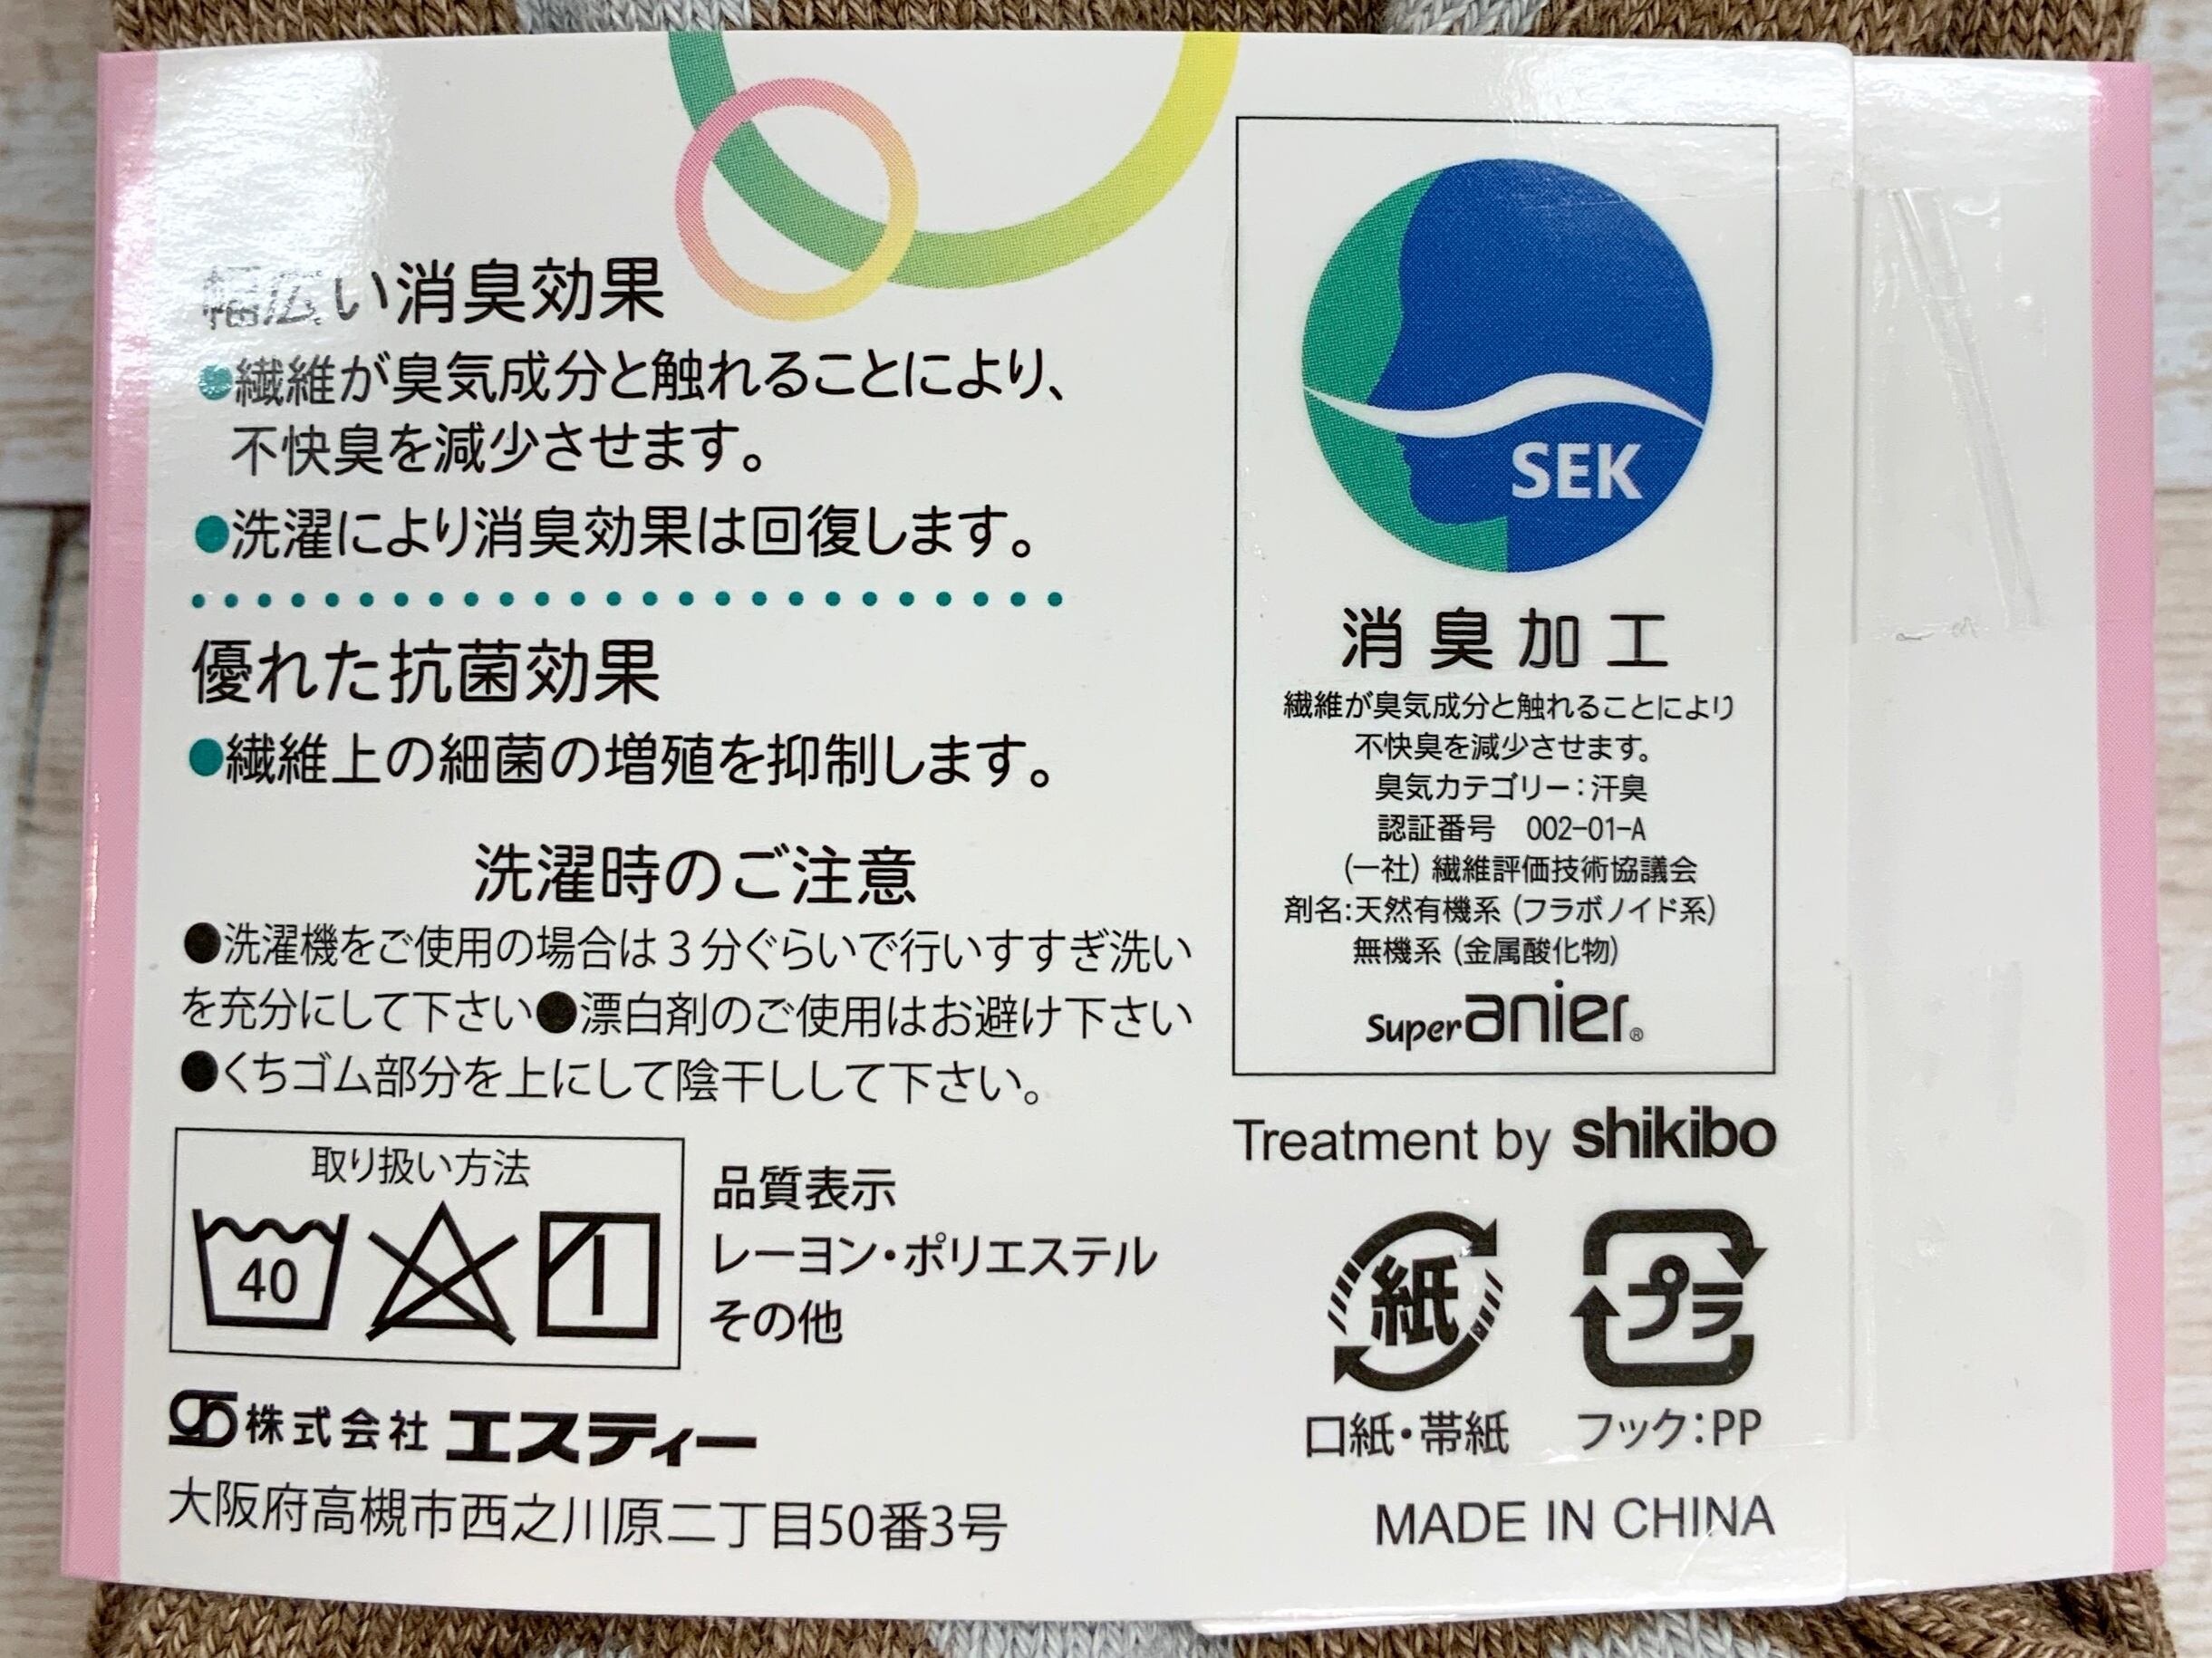 幅広い消臭効果
●繊維が臭気成分と触れることにより、
不快臭を減少させます。
●洗濯により消臭効果は回復します。
優れた抗菌効果
●繊維上の細菌の増殖を抑制します。
洗濯時のご注意
●洗濯機をご使用の場合は3分ぐらいで行いすすぎ洗い
を充分にして下さい●漂白剤のご使用はお避け下さい
●くちゴム部分を上にして陰干しして下さい。
取り扱い方法
40
品質表示
レーヨン・ポリエステル
その他
株式会社エスティー
大阪府高槻市西之川原二丁目50番3号
SEK
消臭加工
繊維が臭気成分と触れることにより
不快臭を減少させます。
臭気カテゴリー：汗臭
認証番号 002-01-A
(一社) 繊維評価技術協議会
剤名：天然有機系 (フラボノイド系)
無機系 (金属酸化物)
Super anier®
Treatment by shikibo
紙
プラ
口紙・帯紙
フック：PP
MADE IN CHINA